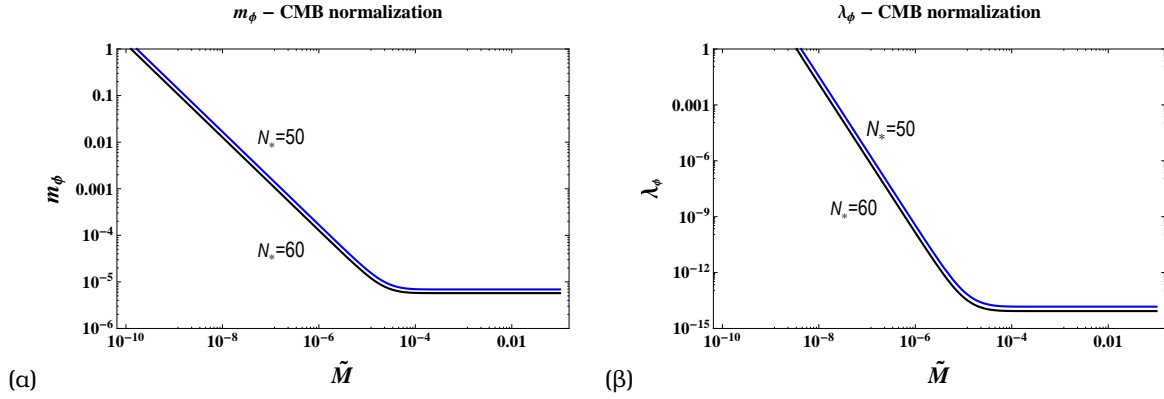 m_ϕ – CMB normalization
1
0.1
0.01
0.001
10^-4
10^-5
10^-6
m_ϕ
N_*=50
N_*=60
10^-10
10^-8
10^-6
10^-4
0.01
M̃
(α)
λ_ϕ – CMB normalization
1
0.001
10^-6
10^-9
10^-12
10^-15
λ_ϕ
N_*=50
N_*=60
10^-10
10^-8
10^-6
10^-4
0.01
M̃
(β)